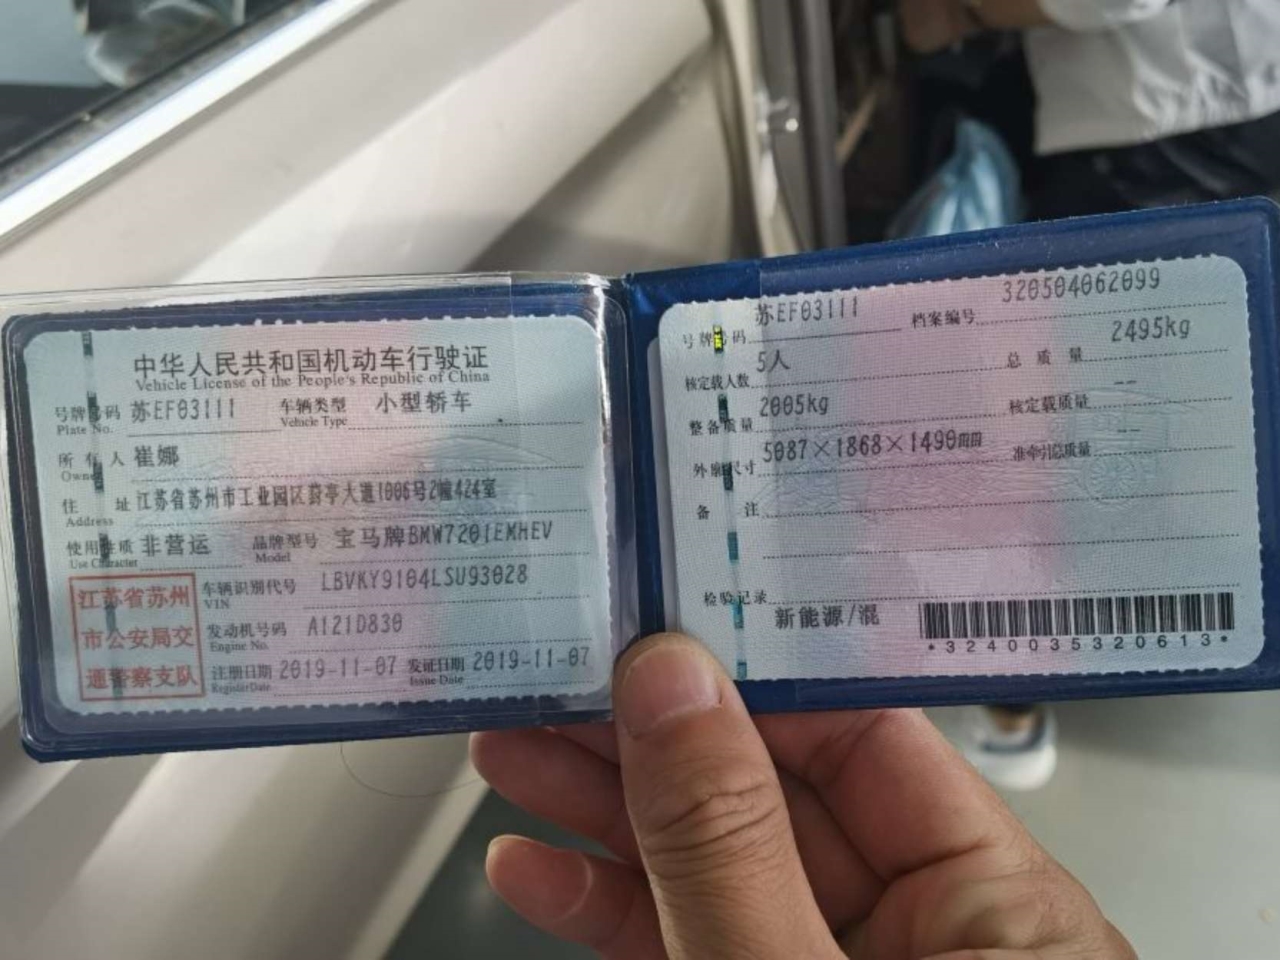 中华人民共和国机动车行驶证
Vehicle License of the People's Republic of China
号牌号码 苏EF03111 车辆类型 小型轿车
Plate No. Vehicle Type
所有人 崔娜
Owner
住址 江苏省苏州市工业园区葑亭大道1006号2幢424室
Address
使用性质 非营运 品牌型号 宝马牌BMW7201EMHEV
Use Character Model
江苏省苏州
市公安局交
通警察支队
车辆识别代号 LBVKY9104LSU93028
VIN
发动机号码 A121D830
Engine No.
注册日期 2019-11-07 发证日期 2019-11-07
Register Date Issue Date
号牌号码 苏EF03111 档案编号 320504062099
核定载人数 5人 总质量 2495kg
整备质量 2005kg 核定载质量 --
外廓尺寸 5087×1868×1490mm 准牵引总质量 --
备注
检验记录 新能源/混
*3240035320613*